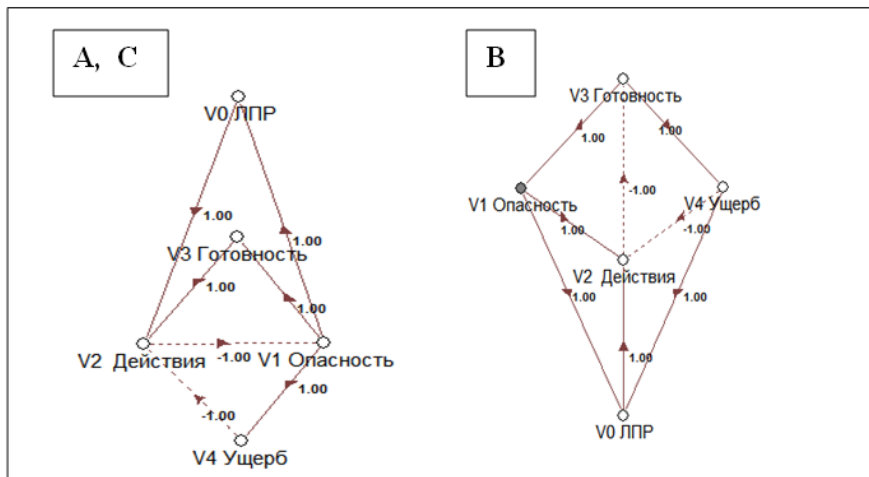 A, C
V0 ЛПР
1.00
1.00
V3 Готовность
1.00
1.00
V2 Действия
-1.00
V1 Опасность
1.00
-1.00
V4 Ущерб
B
V3 Готовность
1.00
1.00
-1.00
V1 Опасность
V4 Ущерб
1.00
-1.00
V2 Действия
1.00
1.00
1.00
V0 ЛПР